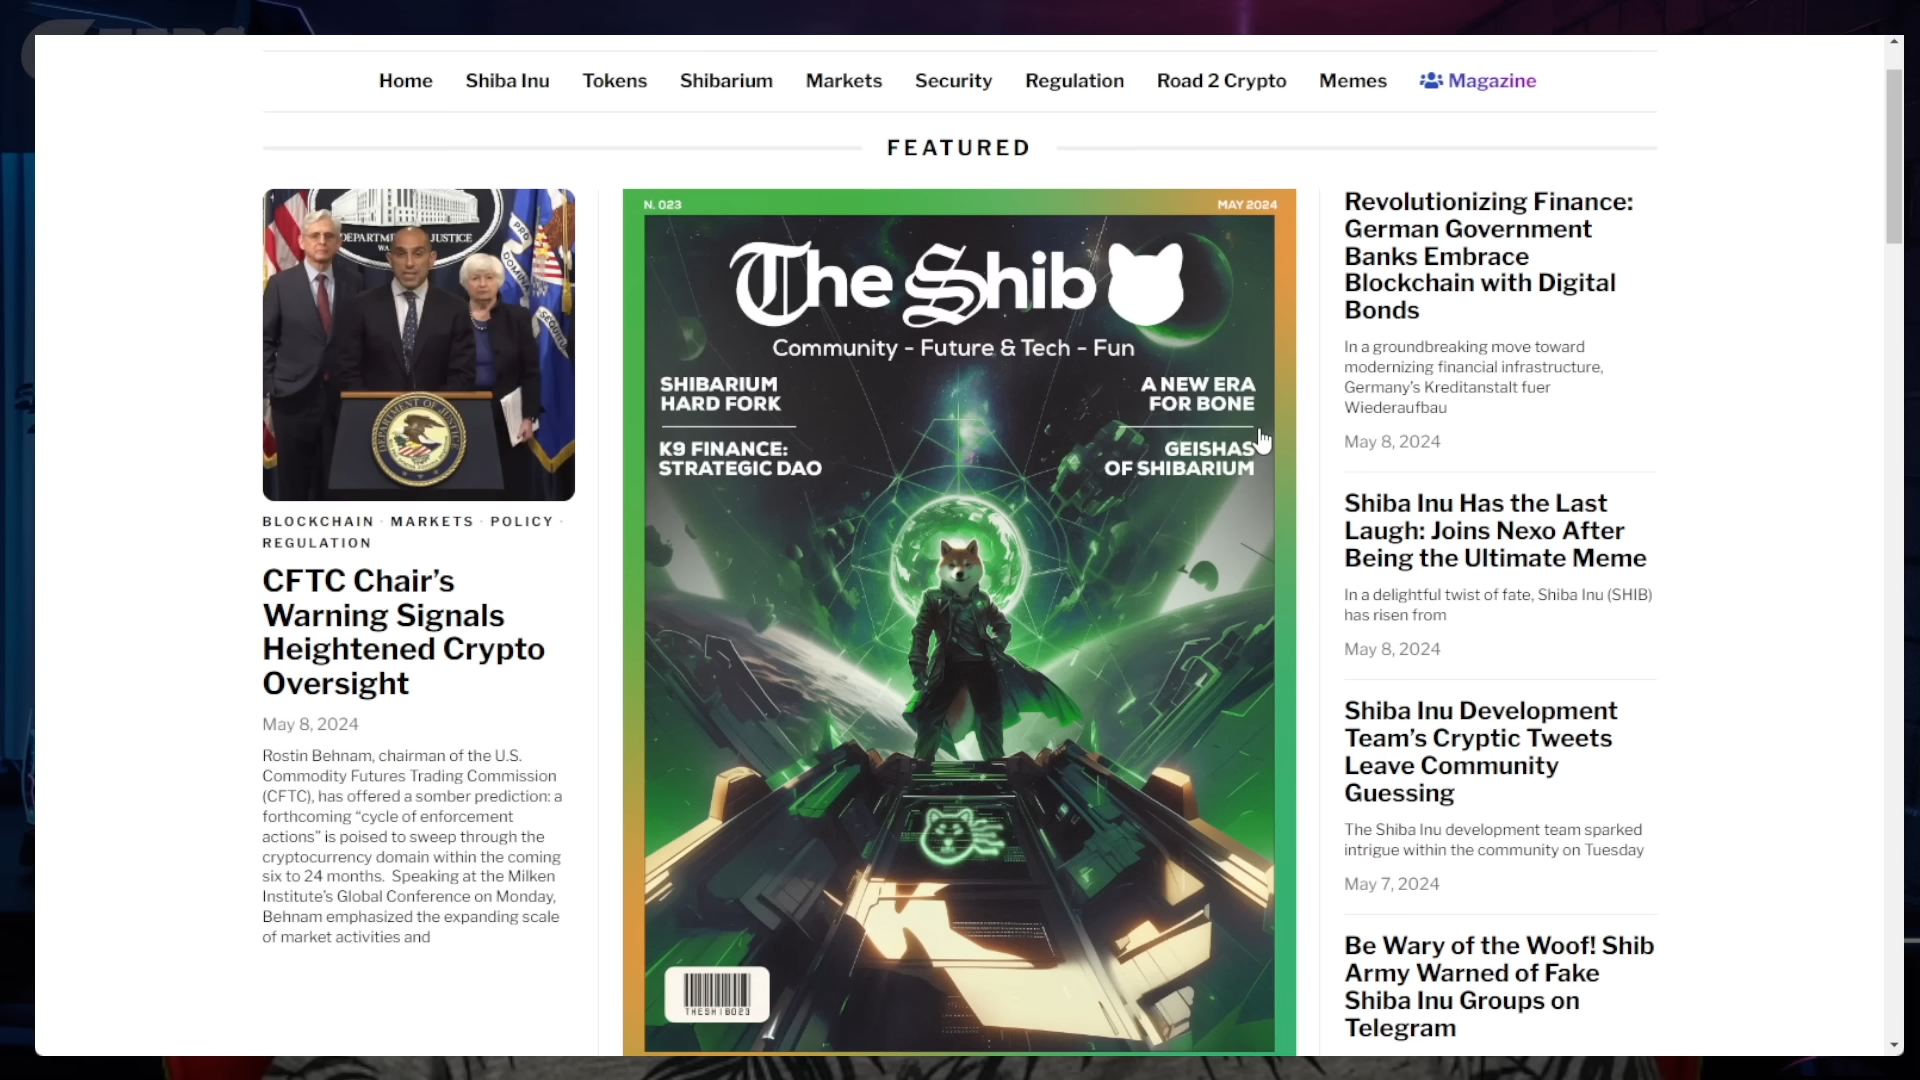 Home Shiba Inu Tokens Shibarium Markets Security Regulation Road 2 Crypto Memes Magazine
FEATURED
DEPARTM JUSTICE
BLOCKCHAIN · MARKETS · POLICY ·
REGULATION
CFTC Chair’s
Warning Signals
Heightened Crypto
Oversight
May 8, 2024
Rostin Behnam, chairman of the U.S.
Commodity Futures Trading Commission
(CFTC), has offered a somber prediction: a
forthcoming “cycle of enforcement
actions” is poised to sweep through the
cryptocurrency domain within the coming
six to 24 months. Speaking at the Milken
Institute’s Global Conference on Monday,
Behnam emphasized the expanding scale
of market activities and
N. 023 MAY 2024
The Shib
Community - Future & Tech - Fun
SHIBARIUM
HARD FORK
K9 FINANCE:
STRATEGIC DAO
A NEW ERA
FOR BONE
GEISHAS
OF SHIBARIUM
THESHIB023
Revolutionizing Finance:
German Government
Banks Embrace
Blockchain with Digital
Bonds
In a groundbreaking move toward
modernizing financial infrastructure,
Germany’s Kreditanstalt fuer
Wiederaufbau
May 8, 2024
Shiba Inu Has the Last
Laugh: Joins Nexo After
Being the Ultimate Meme
In a delightful twist of fate, Shiba Inu (SHIB)
has risen from
May 8, 2024
Shiba Inu Development
Team’s Cryptic Tweets
Leave Community
Guessing
The Shiba Inu development team sparked
intrigue within the community on Tuesday
May 7, 2024
Be Wary of the Woof! Shib
Army Warned of Fake
Shiba Inu Groups on
Telegram